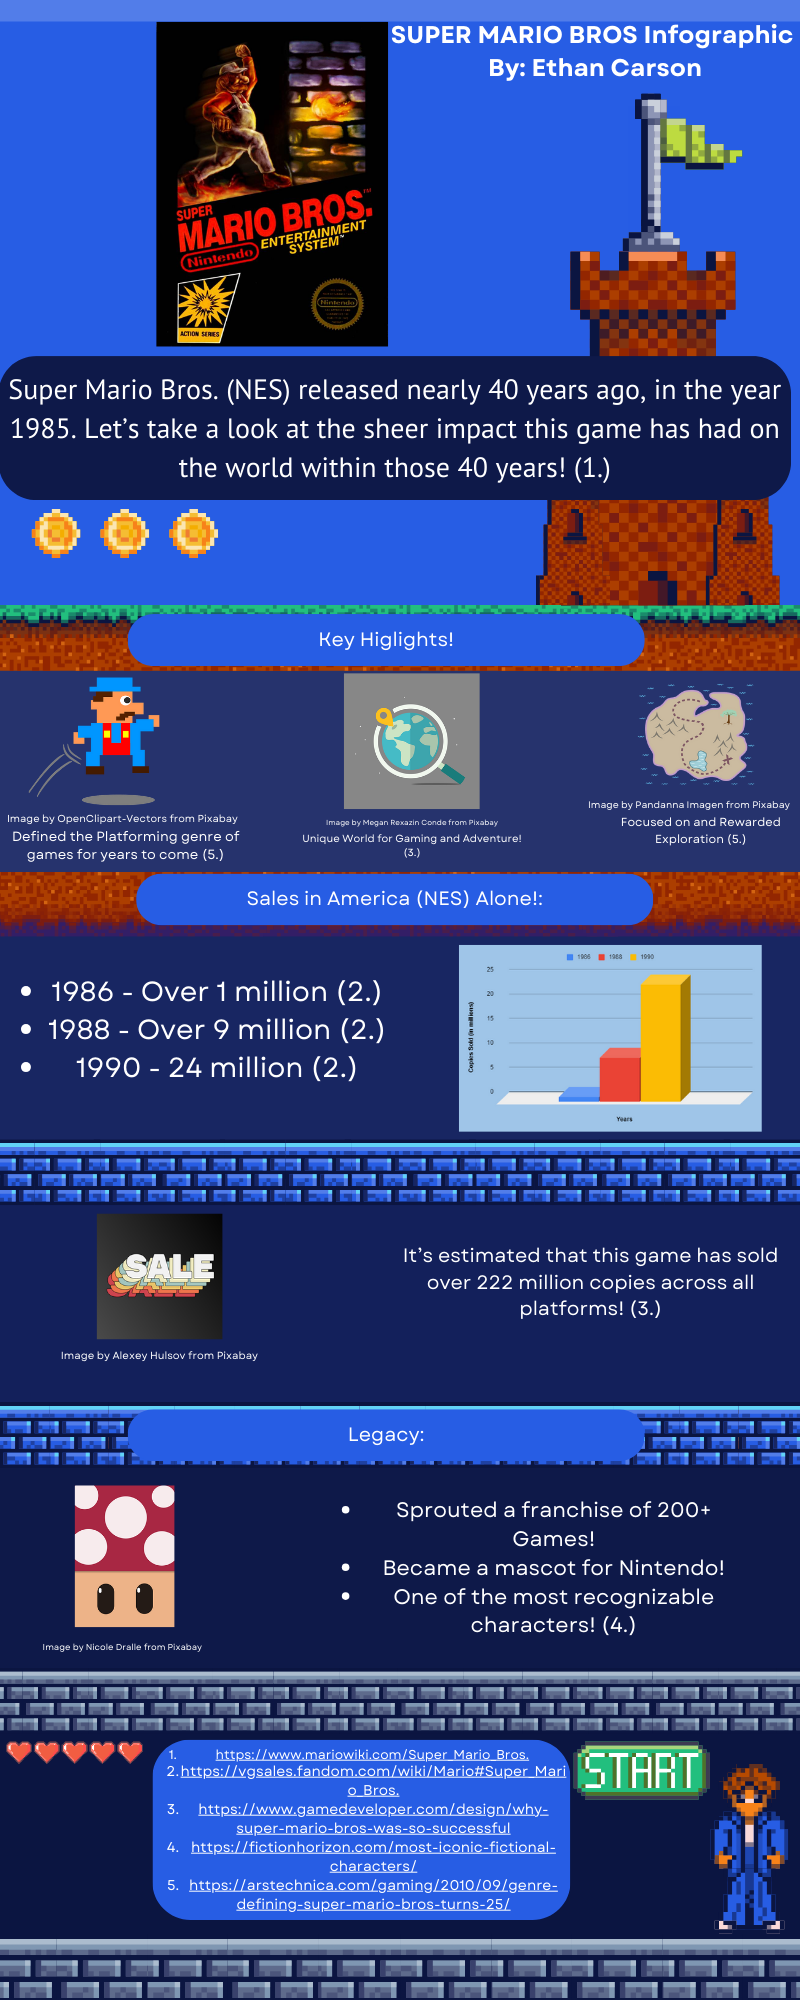 SUPER MARIO BROS Infographic
By: Ethan Carson
SUPER
MARIO BROS.™
Nintendo
ENTERTAINMENT
SYSTEM™
ACTION SERIES
Nintendo
Super Mario Bros. (NES) released nearly 40 years ago, in the year
1985. Let's take a look at the sheer impact this game has had on
the world within those 40 years! (1.)
Key Higlights!
Image by OpenClipart-Vectors from Pixabay
Defined the Platforming genre of
games for years to come (5.)
Image by Megan Rexazin Conde from Pixabay
Unique World for Gaming and Adventure!
(3.)
Image by Pandanna Imagen from Pixabay
Focused on and Rewarded
Exploration (5.)
Sales in America (NES) Alone!:
• 1986 - Over 1 million (2.)
• 1988 - Over 9 million (2.)
• 1990 - 24 million (2.)
1986 1988 1990
25
20
15
10
5
0
Copies Sold (in millions)
Years
SALE
Image by Alexey Hulsov from Pixabay
It's estimated that this game has sold
over 222 million copies across all
platforms! (3.)
Legacy:
Image by Nicole Dralle from Pixabay
• Sprouted a franchise of 200+
Games!
• Became a mascot for Nintendo!
• One of the most recognizable
characters! (4.)
1. https://www.mariowiki.com/Super_Mario_Bros.
2. https://vgsales.fandom.com/wiki/Mario#Super_Mari
o_Bros.
3. https://www.gamedeveloper.com/design/why-
super-mario-bros-was-so-successful
4. https://fictionhorizon.com/most-iconic-fictional-
characters/
5. https://arstechnica.com/gaming/2010/09/genre-
defining-super-mario-bros-turns-25/
START